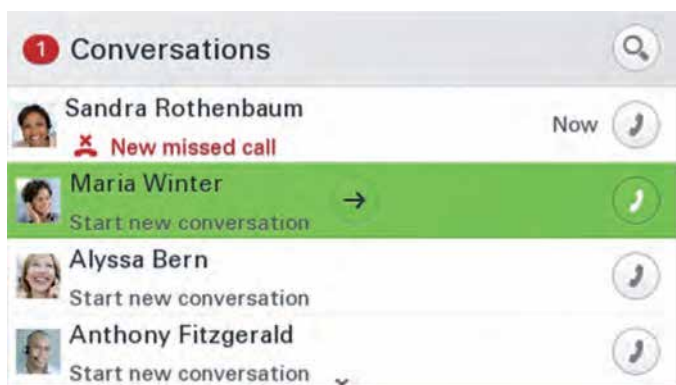 1 Conversations
Sandra Rothenbaum
Now
New missed call
Maria Winter
Start new conversation
Alyssa Bern
Start new conversation
Anthony Fitzgerald
Start new conversation